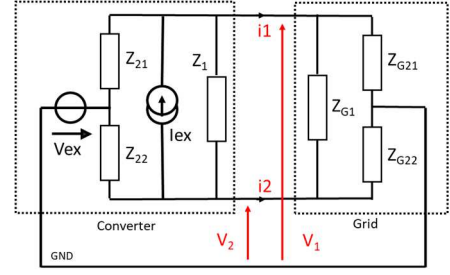 i1
Z21
Z1
ZG21
ZG1
Iex
Vex
Z22
ZG22
i2
Converter
Grid
V2
V1
GND